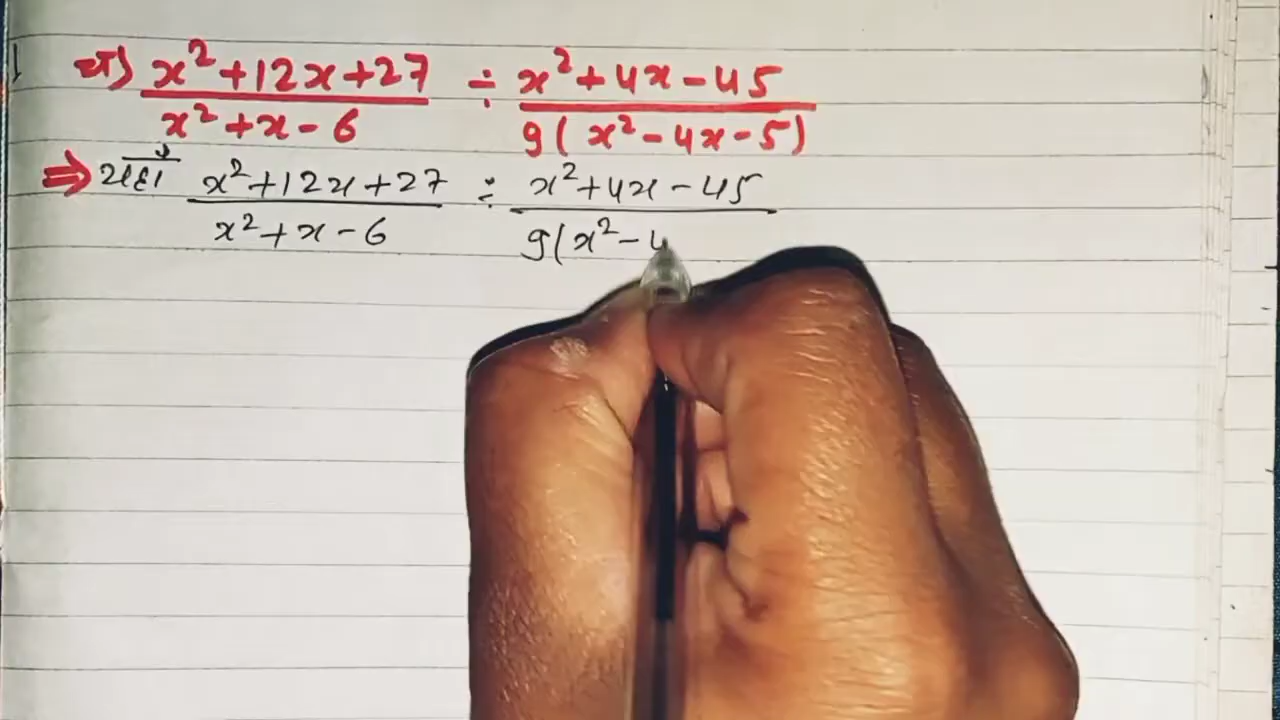 ज) x²+12x+27 / x²+x-6 ÷ x²+4x-45 / 9(x²-4x-5)
⇒ यहाँ x²+12x+27 / x²+x-6 ÷ x²+4x-45 / 9(x²-4